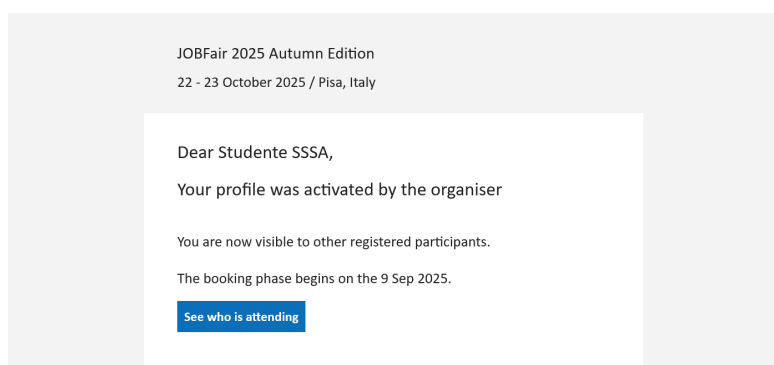 JOBFair 2025 Autumn Edition
22 - 23 October 2025 / Pisa, Italy
Dear Studente SSSA,
Your profile was activated by the organiser
You are now visible to other registered participants.
The booking phase begins on the 9 Sep 2025.
See who is attending